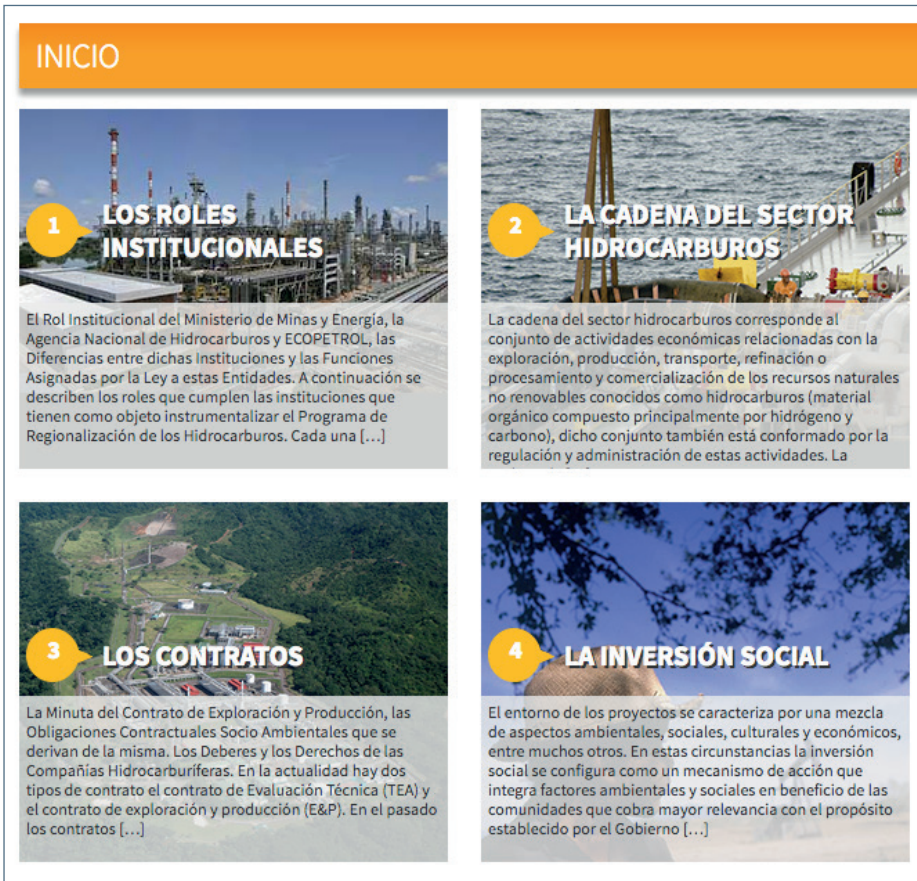 INICIO
1
LOS ROLES
INSTITUCIONALES
El Rol Institucional del Ministerio de Minas y Energía, la
Agencia Nacional de Hidrocarburos y ECOPETROL, las
Diferencias entre dichas Instituciones y las Funciones
Asignadas por la Ley a estas Entidades. A continuación se
describen los roles que cumplen las instituciones que
tienen como objeto instrumentalizar el Programa de
Regionalización de los Hidrocarburos. Cada una […]
2
LA CADENA DEL SECTOR
HIDROCARBUROS
La cadena del sector hidrocarburos corresponde al
conjunto de actividades económicas relacionadas con la
exploración, producción, transporte, refinación o
procesamiento y comercialización de los recursos naturales
no renovables conocidos como hidrocarburos (material
orgánico compuesto principalmente por hidrógeno y
carbono), dicho conjunto también está conformado por la
regulación y administración de estas actividades. La
3
LOS CONTRATOS
La Minuta del Contrato de Exploración y Producción, las
Obligaciones Contractuales Socio Ambientales que se
derivan de la misma. Los Deberes y los Derechos de las
Compañías Hidrocarburíferas. En la actualidad hay dos
tipos de contrato el contrato de Evaluación Técnica (TEA) y
el contrato de exploración y producción (E&P). En el pasado
los contratos […]
4
LA INVERSIÓN SOCIAL
El entorno de los proyectos se caracteriza por una mezcla
de aspectos ambientales, sociales, culturales y económicos,
entre muchos otros. En estas circunstancias la inversión
social se configura como un mecanismo de acción que
integra factores ambientales y sociales en beneficio de las
comunidades que cobra mayor relevancia con el propósito
establecido por el Gobierno […]